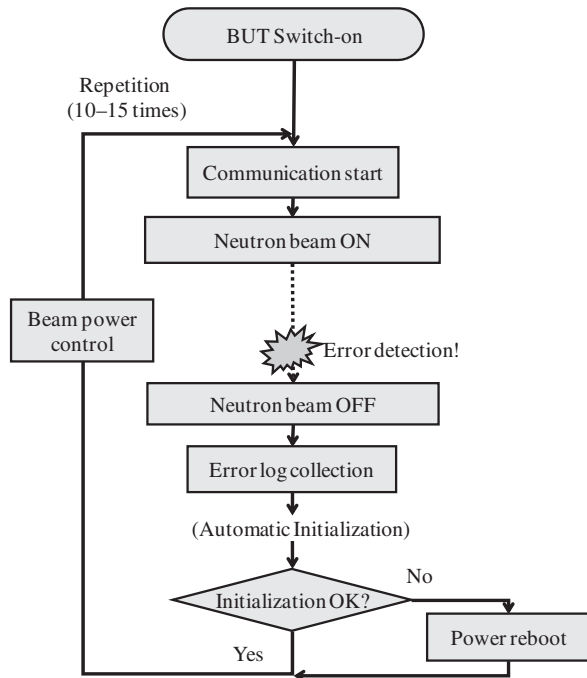 BUT Switch-on
Repetition
(10–15 times)
Communication start
Neutron beam ON
Beam power
control
Error detection!
Neutron beam OFF
Error log collection
(Automatic Initialization)
Initialization OK?
No
Power reboot
Yes